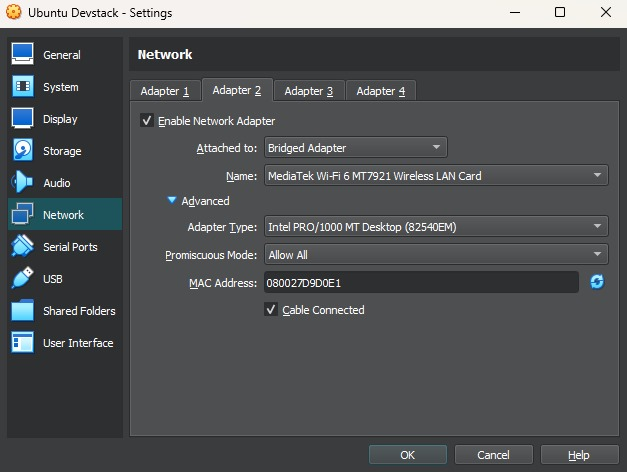 Ubuntu Devstack - Settings
General
System
Display
Storage
Audio
Network
Serial Ports
USB
Shared Folders
User Interface
Network
Adapter 1 Adapter 2 Adapter 3 Adapter 4
Enable Network Adapter
Attached to: Bridged Adapter
Name: MediaTek Wi-Fi 6 MT7921 Wireless LAN Card
Advanced
Adapter Type: Intel PRO/1000 MT Desktop (82540EM)
Promiscuous Mode: Allow All
MAC Address: 080027D9D0E1
Cable Connected
OK Cancel Help